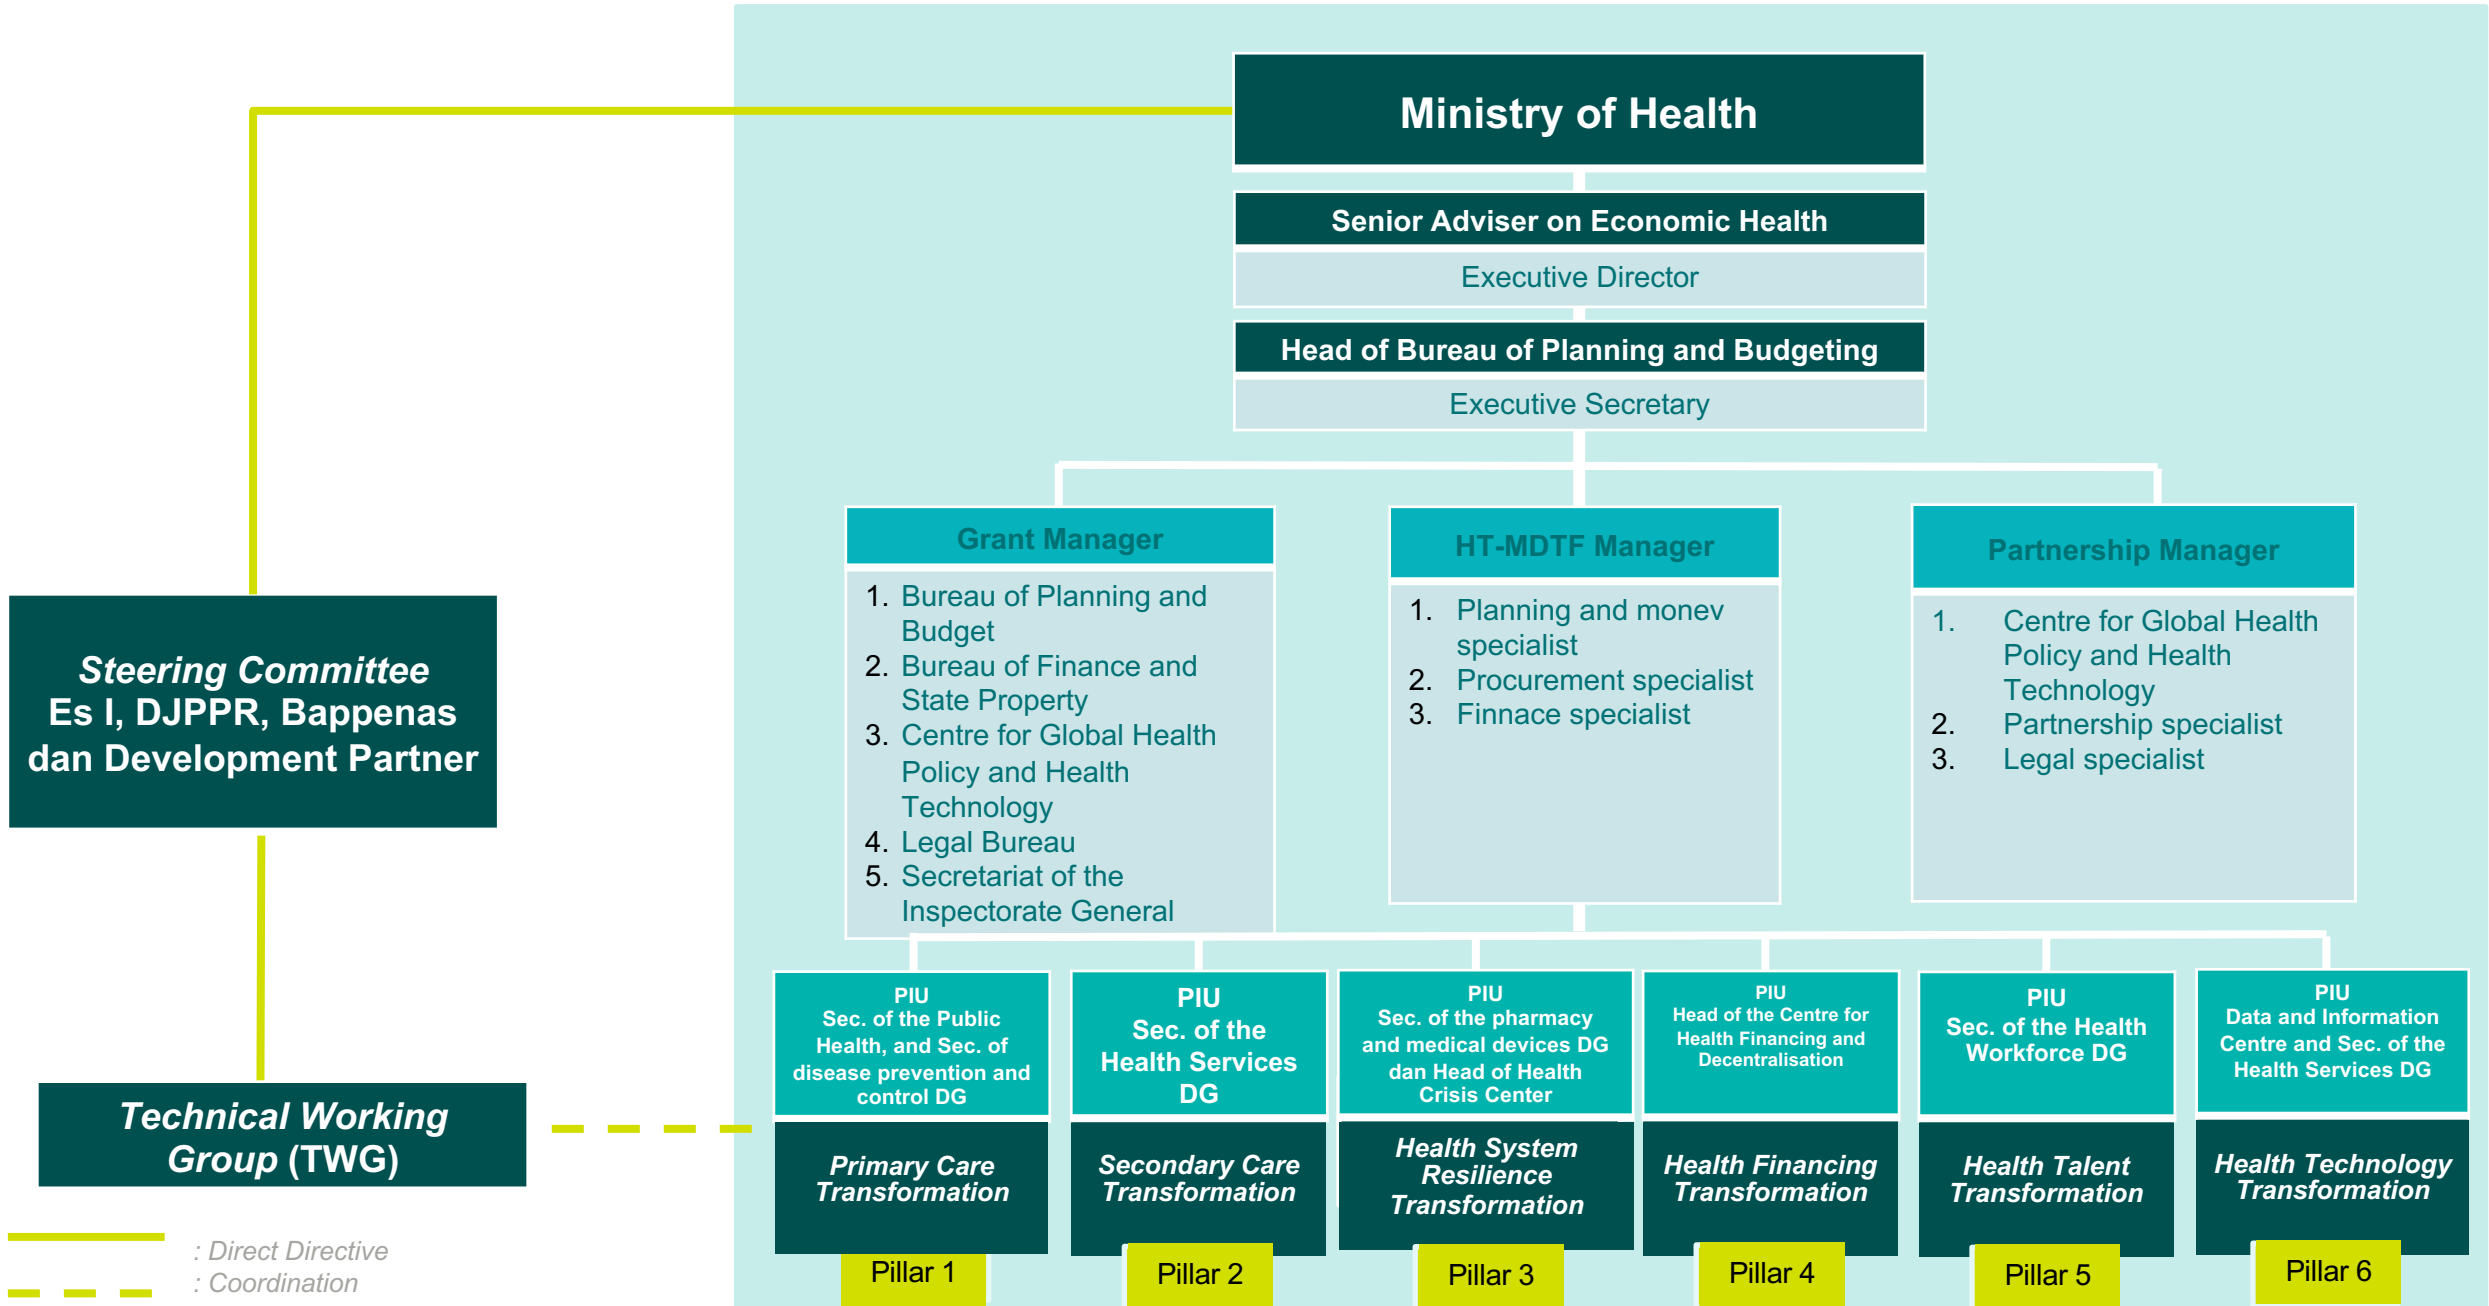 Ministry of Health
Senior Adviser on Economic Health
Executive Director
Head of Bureau of Planning and Budgeting
Executive Secretary
Grant Manager
1. Bureau of Planning and
Budget
2. Bureau of Finance and
State Property
3. Centre for Global Health
Policy and Health
Technology
4. Legal Bureau
5. Secretariat of the
Inspectorate General
HT-MDTF Manager
1. Planning and monev
specialist
2. Procurement specialist
3. Finnace specialist
Partnership Manager
1. Centre for Global Health
Policy and Health
Technology
2. Partnership specialist
3. Legal specialist
Steering Committee
Es I, DJPPR, Bappenas
dan Development Partner
Technical Working
Group (TWG)
PIU
Sec. of the Public
Health, and Sec. of
disease prevention and
control DG
Primary Care
Transformation
Pillar 1
PIU
Sec. of the
Health Services
DG
Secondary Care
Transformation
Pillar 2
PIU
Sec. of the pharmacy
and medical devices DG
dan Head of Health
Crisis Center
Health System
Resilience
Transformation
Pillar 3
PIU
Head of the Centre for
Health Financing and
Decentralisation
Health Financing
Transformation
Pillar 4
PIU
Sec. of the Health
Workforce DG
Health Talent
Transformation
Pillar 5
PIU
Data and Information
Centre and Sec. of the
Health Services DG
Health Technology
Transformation
Pillar 6
: Direct Directive
: Coordination